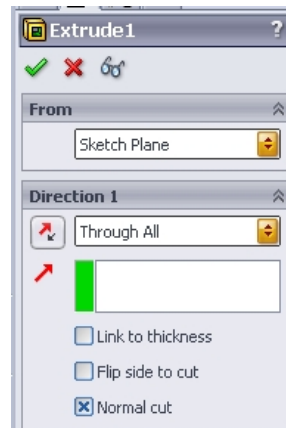 Extrude1 ?
From
Sketch Plane
Direction 1
Through All
Link to thickness
Flip side to cut
Normal cut